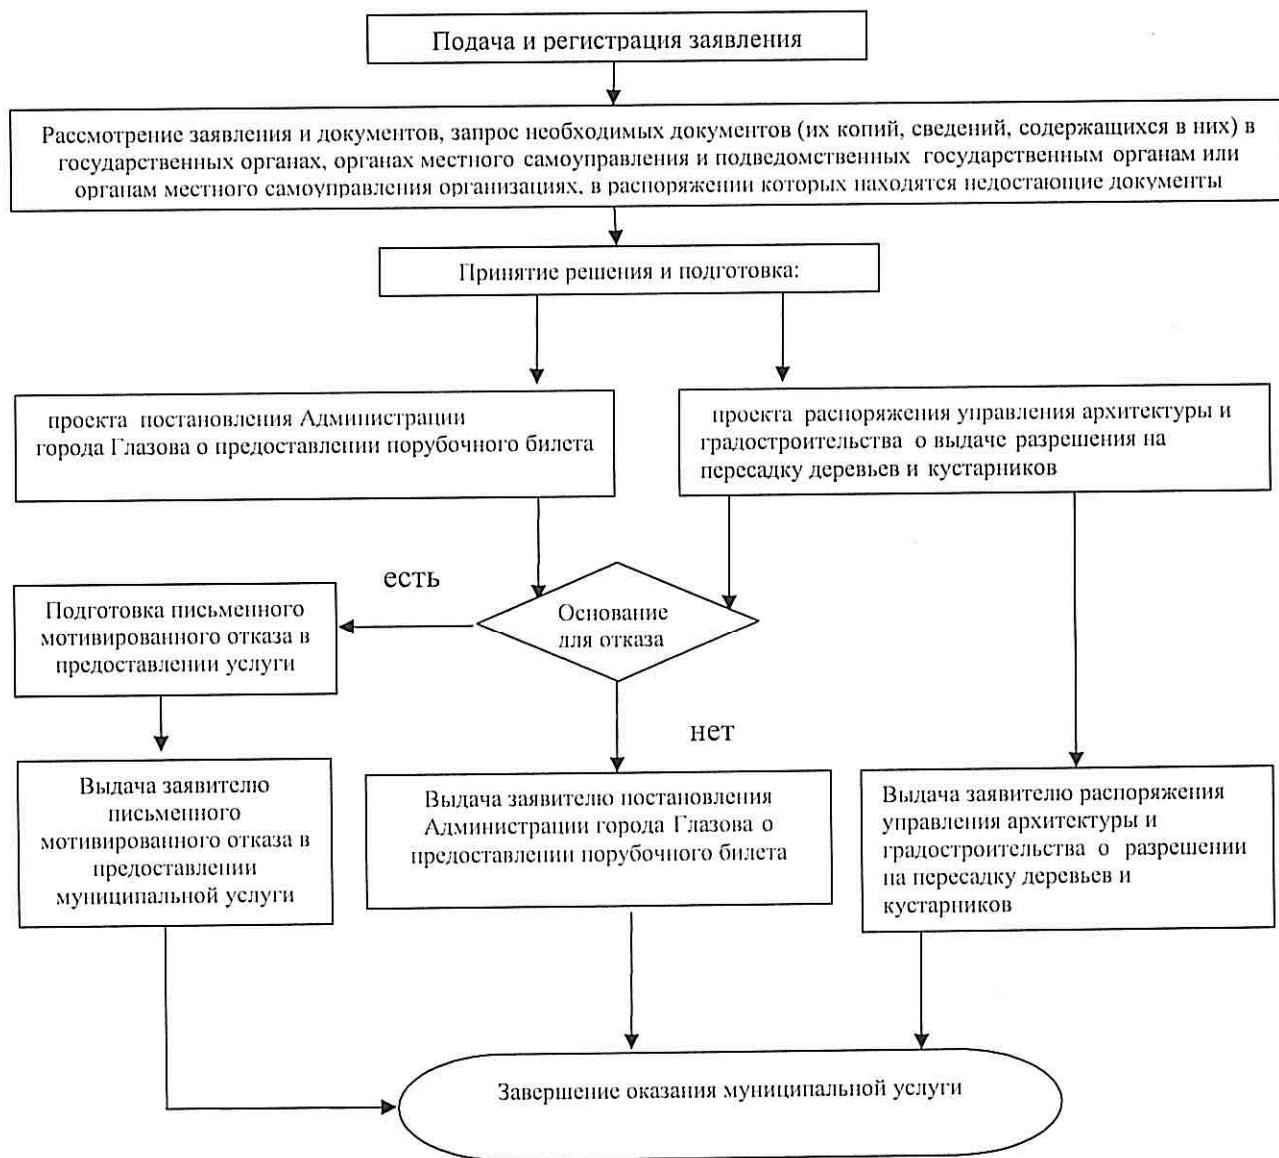 Подача и регистрация заявления
Рассмотрение заявления и документов, запрос необходимых документов (их копий, сведений, содержащихся в них) в
государственных органах, органах местного самоуправления и подведомственных государственным органам или
органам местного самоуправления организациях, в распоряжении которых находятся недостающие документы
Принятие решения и подготовка:
проекта постановления Администрации
города Глазова о предоставлении порубочного билета
проекта распоряжения управления архитектуры и
градостроительства о выдаче разрешения на
пересадку деревьев и кустарников
есть
Основание
для отказа
Подготовка письменного
мотивированного отказа в
предоставлении услуги
нет
Выдача заявителю
письменного
мотивированного отказа в
предоставлении
муниципальной услуги
Выдача заявителю постановления
Администрации города Глазова о
предоставлении порубочного билета
Выдача заявителю распоряжения
управления архитектуры и
градостроительства о разрешении
на пересадку деревьев и
кустарников
Завершение оказания муниципальной услуги